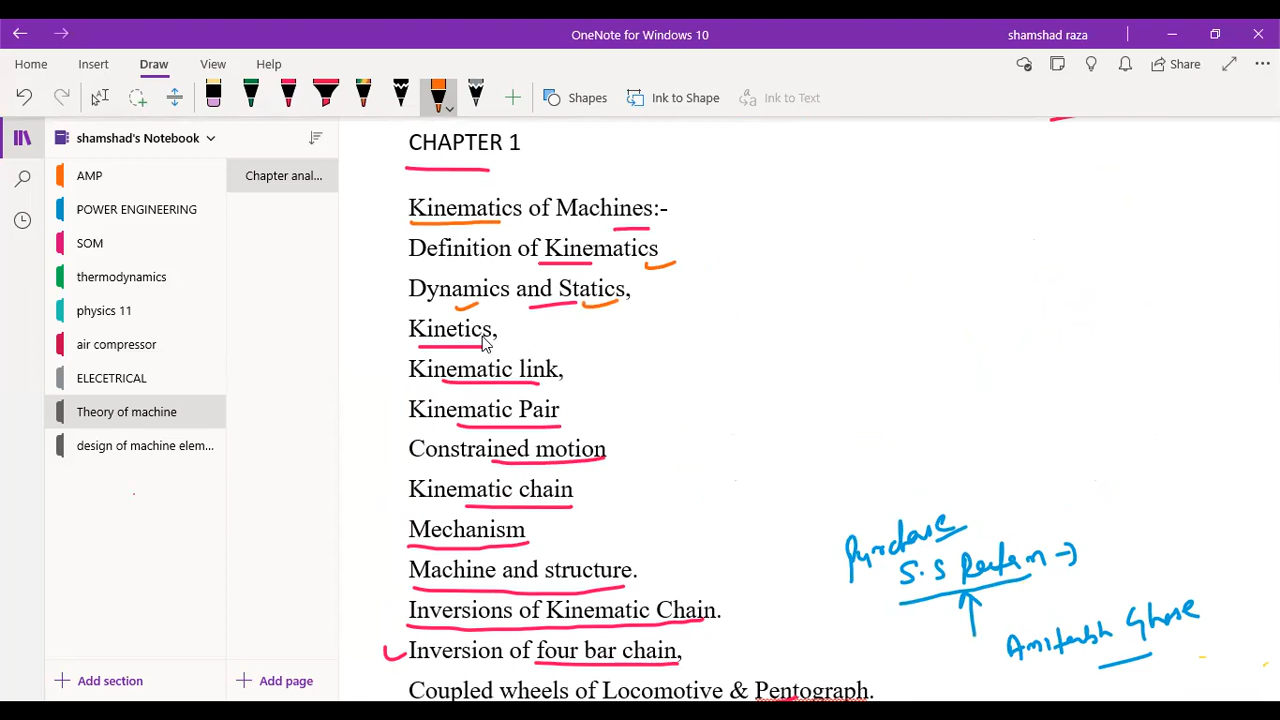 OneNote for Windows 10
shamshad raza
Home Insert Draw View Help
Share
Shapes
Ink to Shape
Ink to Text
shamshad's Notebook
AMP
POWER ENGINEERING
SOM
thermodynamics
physics 11
air compressor
ELECETRICAL
Theory of machine
design of machine elem...
Add section
Chapter anal...
Add page
CHAPTER 1
Kinematics of Machines:-
Definition of Kinematics
Dynamics and Statics,
Kinetics,
Kinematic link,
Kinematic Pair
Constrained motion
Kinematic chain
Mechanism
Machine and structure.
Inversions of Kinematic Chain.
Inversion of four bar chain,
Coupled wheels of Locomotive & Pentograph.
Purchase
S.S
Ghose